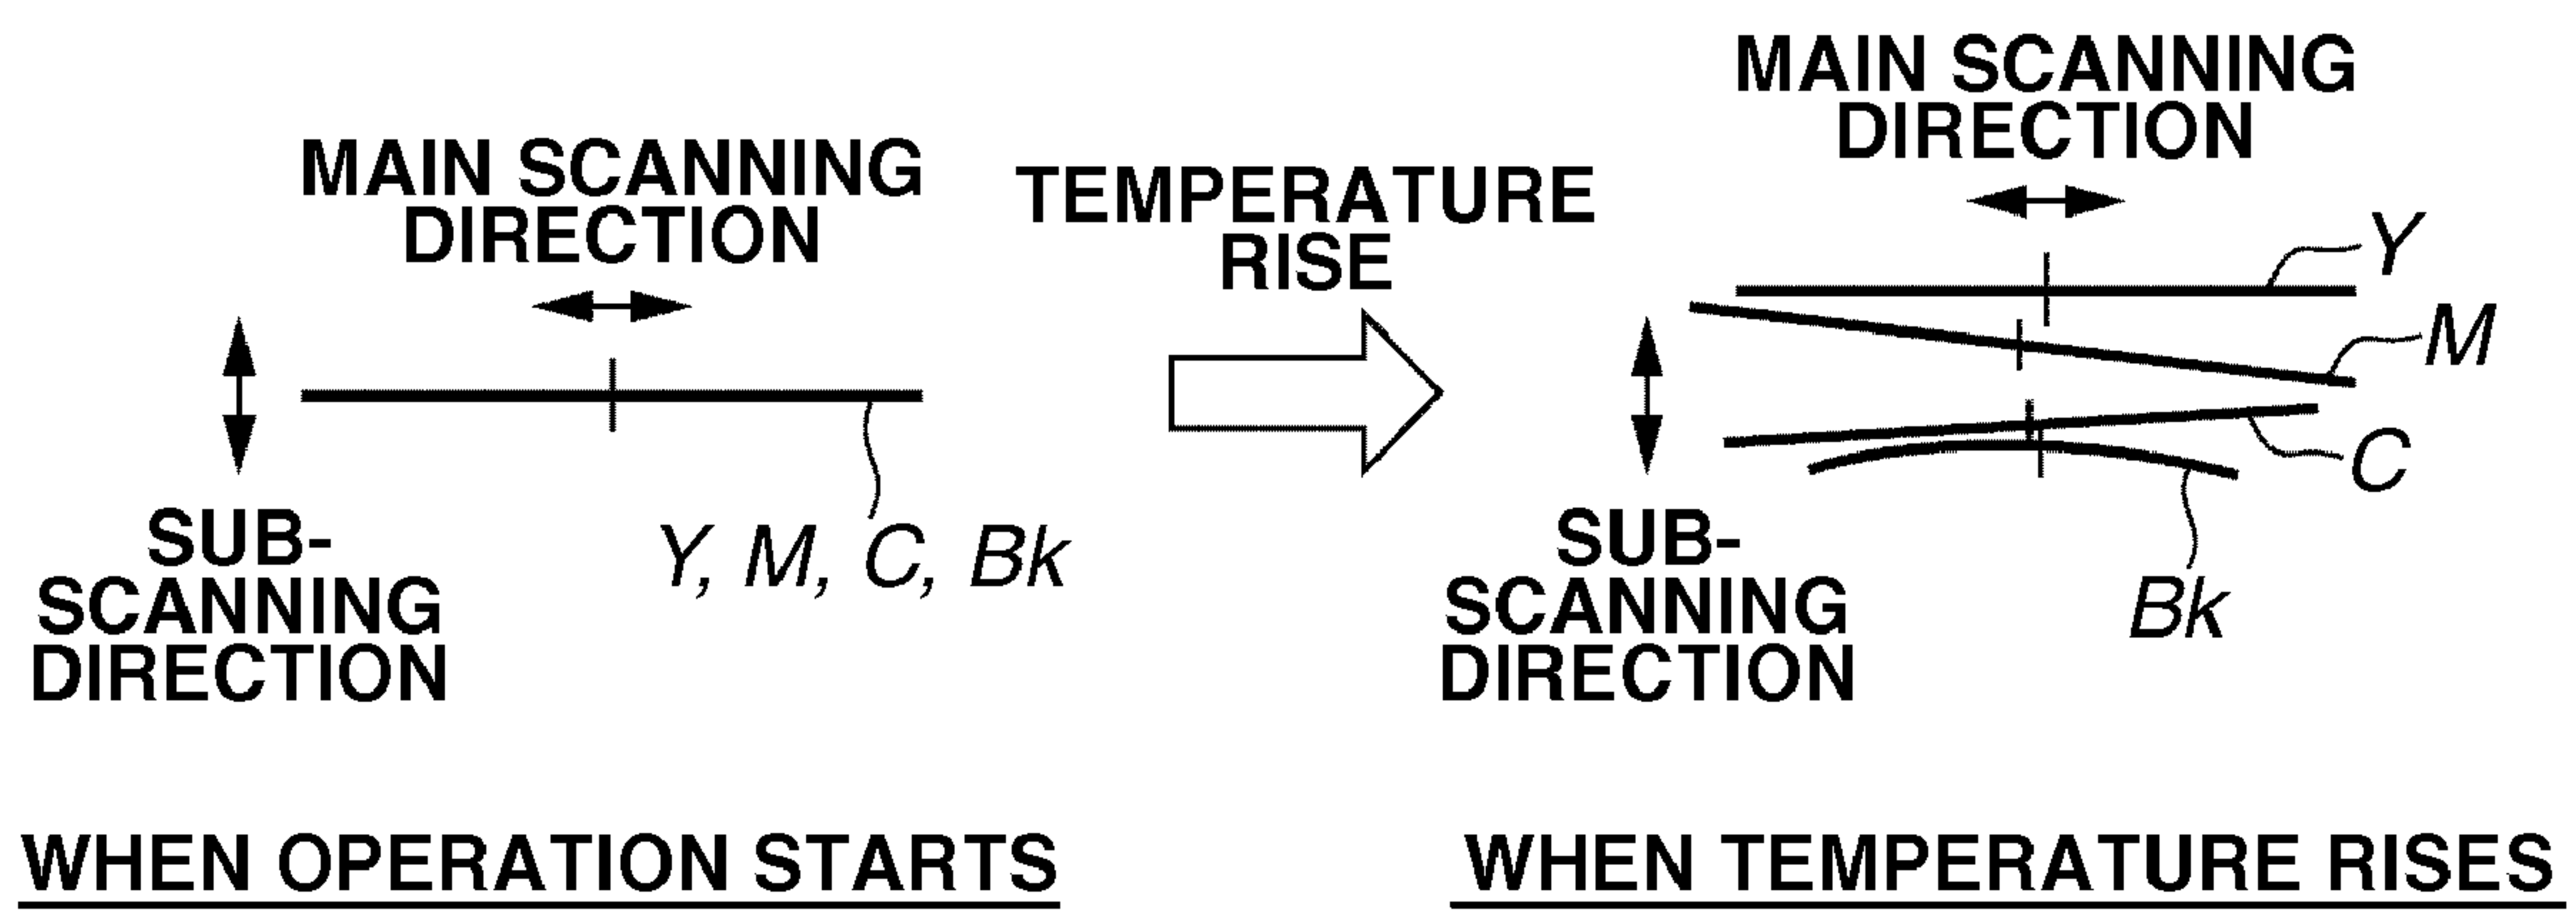 MAIN SCANNING
DIRECTION
SUB-
SCANNING
DIRECTION
Y, M, C, Bk
WHEN OPERATION STARTS
TEMPERATURE
RISE
MAIN SCANNING
DIRECTION
Y
M
C
Bk
SUB-
SCANNING
DIRECTION
WHEN TEMPERATURE RISES